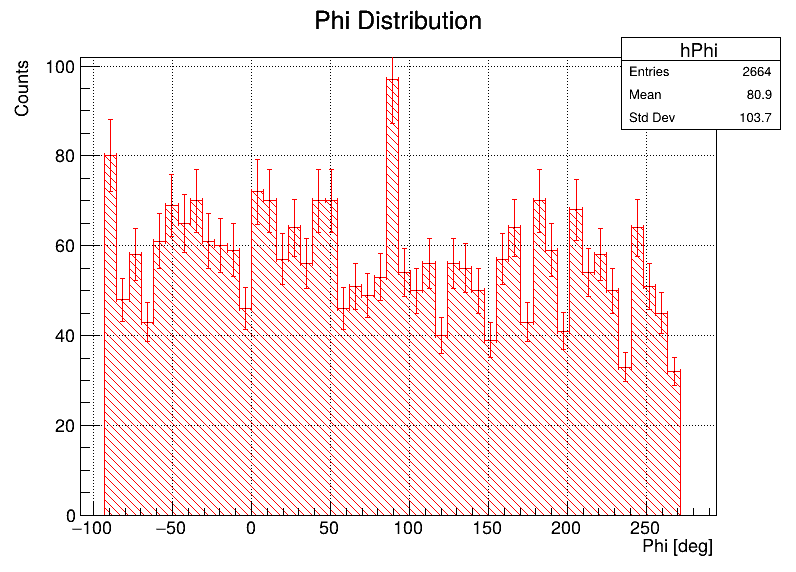 Phi Distribution
hPhi
Entries 2664
Mean 80.9
Std Dev 103.7
Counts
100
80
60
40
20
0
−100 −50 0 50 100 150 200 250
Phi [deg]